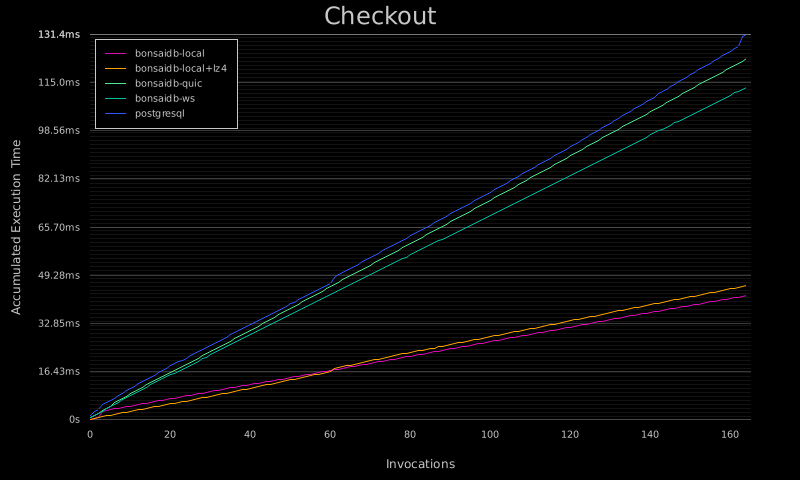 Checkout
131.4ms
115.0ms
98.56ms
82.13ms
65.70ms
49.28ms
32.85ms
16.43ms
0s
Accumulated Execution Time
bonsaidb-local
bonsaidb-local+lz4
bonsaidb-quic
bonsaidb-ws
postgresql
0 20 40 60 80 100 120 140 160
Invocations